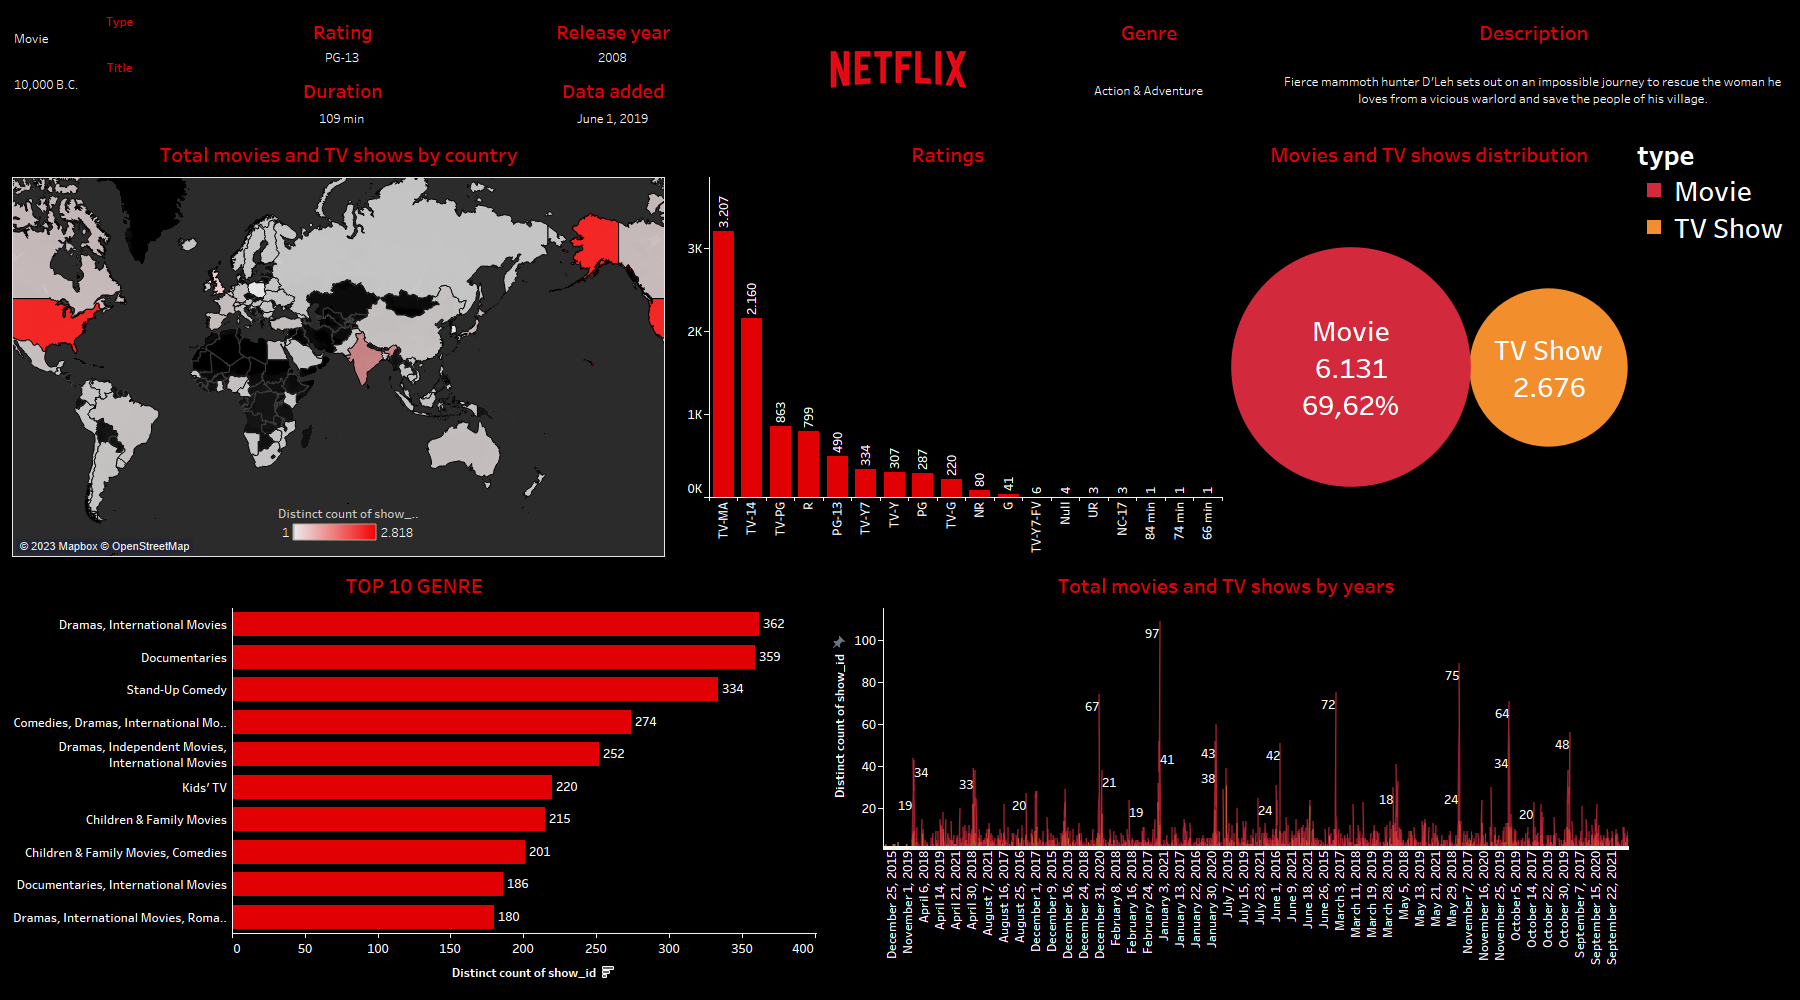 Type
Movie
Title
10,000 B.C.
Rating
PG-13
Duration
109 min
Release year
2008
Data added
June 1, 2019
NETFLIX
Genre
Action & Adventure
Description
Fierce mammoth hunter D'Leh sets out on an impossible journey to rescue the woman he
loves from a vicious warlord and save the people of his village.
Total movies and TV shows by country
Distinct count of show_..
1
2.818
© 2023 Mapbox © OpenStreetMap
Ratings
3K
2K
1K
0K
3.207
2.160
863
799
490
334
307
287
220
80
41
6
4
3
3
1
1
1
TV-MA
TV-14
TV-PG
R
PG-13
TV-Y7
TV-Y
PG
TV-G
NR
G
TV-Y7-FV
Null
UR
NC-17
84 min
74 min
66 min
Movies and TV shows distribution
Movie
6.131
69,62%
TV Show
2.676
type
Movie
TV Show
TOP 10 GENRE
Dramas, International Movies
362
Documentaries
359
Stand-Up Comedy
334
Comedies, Dramas, International Mo..
274
Dramas, Independent Movies,
International Movies
252
Kids' TV
220
Children & Family Movies
215
Children & Family Movies, Comedies
201
Documentaries, International Movies
186
Dramas, International Movies, Roma..
180
0
50
100
150
200
250
300
350
400
Distinct count of show_id
Total movies and TV shows by years
Distinct count of show_id
100
80
60
40
20
19
34
33
20
67
21
19
97
41
43
38
24
42
72
18
75
24
64
34
20
48
December 25, 2015
November 1, 2019
April 6, 2018
April 14, 2019
April 21, 2021
April 30, 2018
August 7, 2021
August 16, 2017
August 25, 2016
December 1, 2017
December 9, 2015
December 16, 2019
December 24, 2018
December 31, 2020
February 8, 2018
February 16, 2018
February 24, 2017
January 3, 2021
January 13, 2017
January 22, 2016
January 30, 2020
July 7, 2019
July 15, 2019
July 23, 2021
June 1, 2016
June 9, 2021
June 18, 2021
June 26, 2015
March 3, 2017
March 11, 2018
March 19, 2019
March 28, 2019
May 5, 2018
May 13, 2019
May 21, 2021
May 29, 2018
November 7, 2017
November 16, 2020
November 25, 2019
October 5, 2019
October 14, 2017
October 22, 2019
October 30, 2019
September 7, 2017
September 15, 2020
September 22, 2021